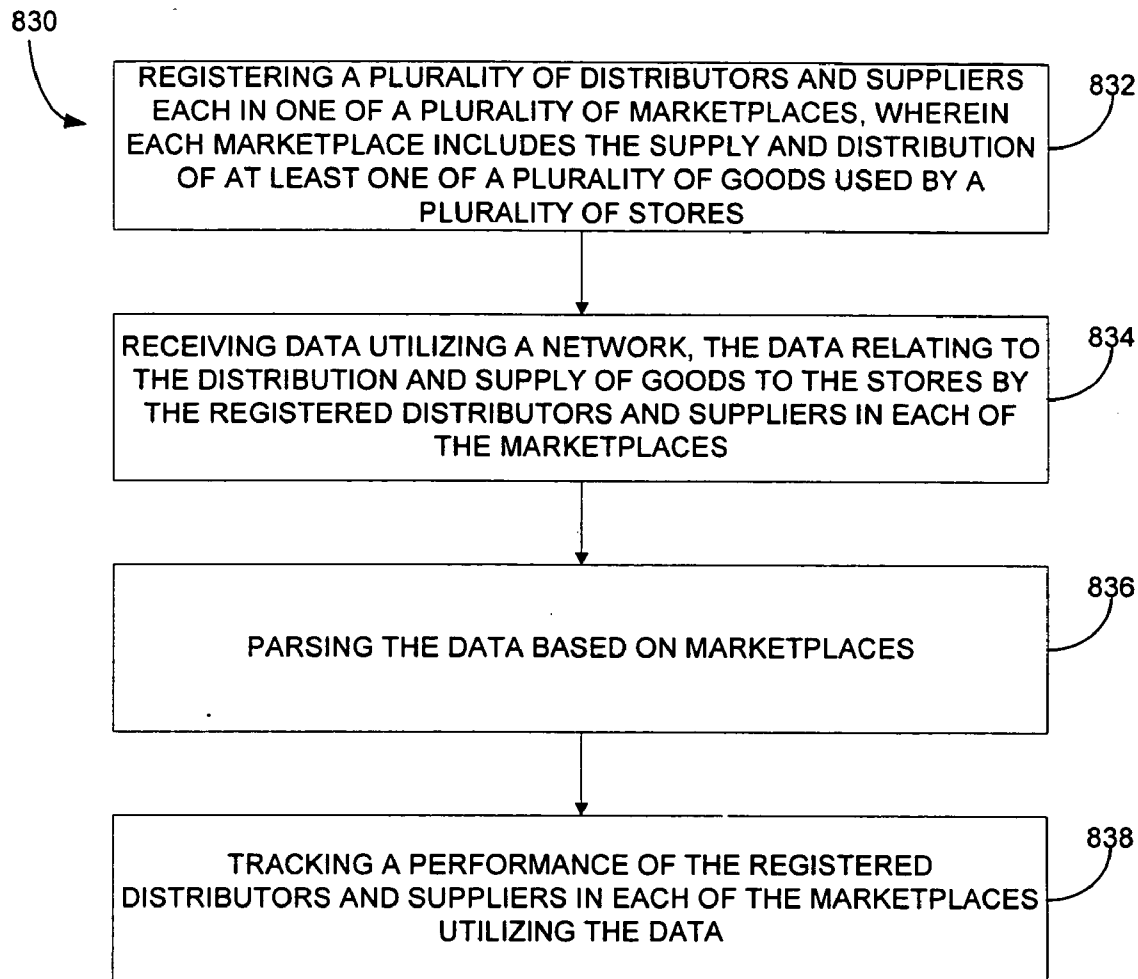 830
REGISTERING A PLURALITY OF DISTRIBUTORS AND SUPPLIERS
EACH IN ONE OF A PLURALITY OF MARKETPLACES, WHEREIN
EACH MARKETPLACE INCLUDES THE SUPPLY AND DISTRIBUTION
OF AT LEAST ONE OF A PLURALITY OF GOODS USED BY A
PLURALITY OF STORES
832
RECEIVING DATA UTILIZING A NETWORK, THE DATA RELATING TO
THE DISTRIBUTION AND SUPPLY OF GOODS TO THE STORES BY
THE REGISTERED DISTRIBUTORS AND SUPPLIERS IN EACH OF
THE MARKETPLACES
834
PARSING THE DATA BASED ON MARKETPLACES
836
TRACKING A PERFORMANCE OF THE REGISTERED
DISTRIBUTORS AND SUPPLIERS IN EACH OF THE MARKETPLACES
UTILIZING THE DATA
838